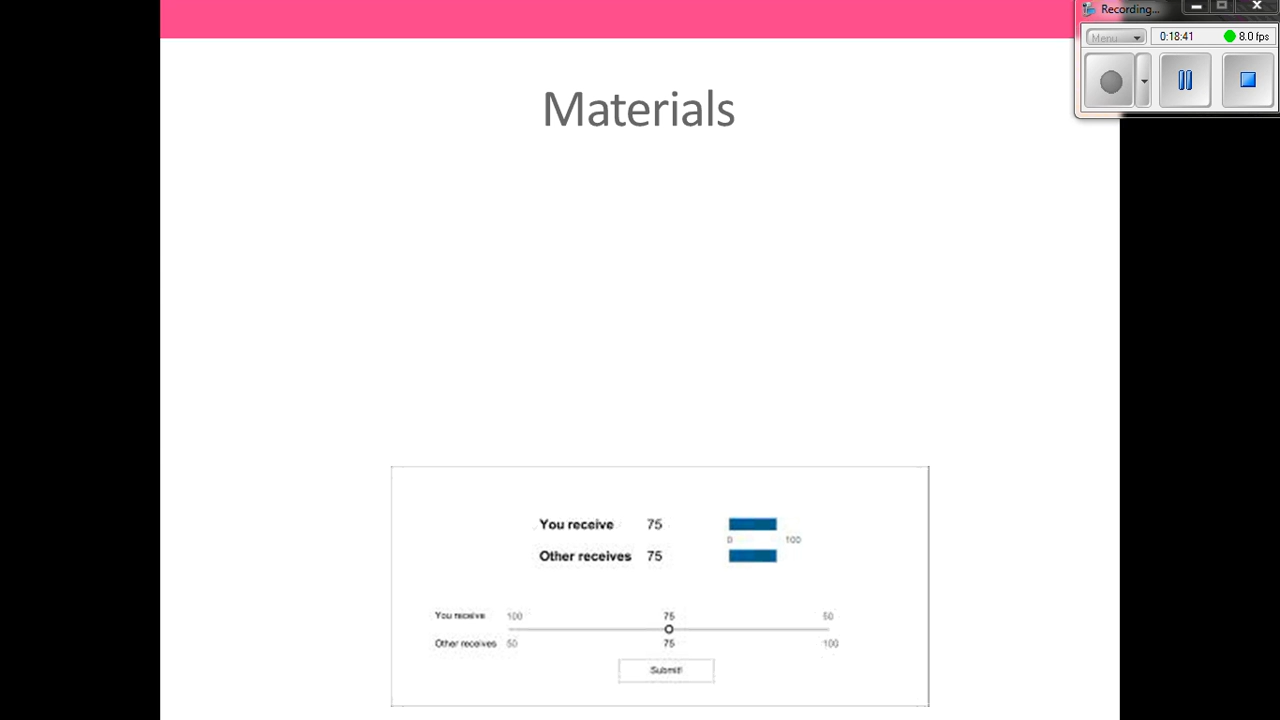 Recording...
Menu 0:18:41 8.0 fps
Materials
You receive 75
0 100
Other receives 75
You receive 100 75 50
Other receives 50 75 100
Submit!